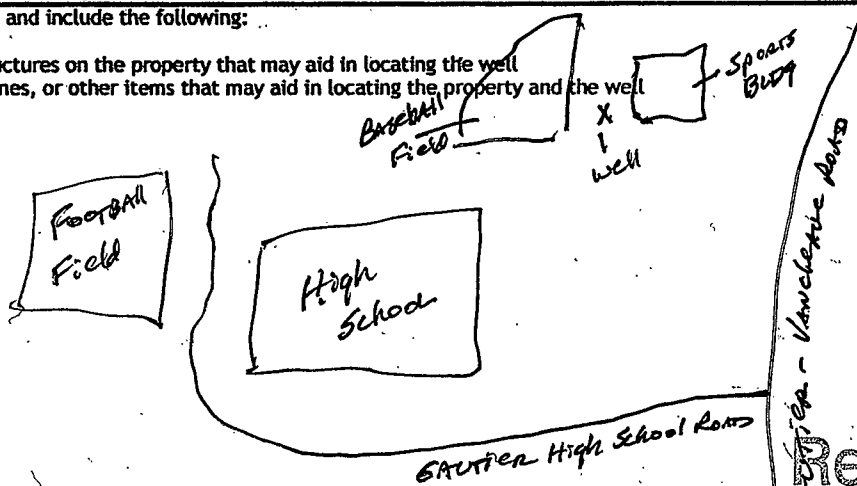 and include the following:
uctures on the property that may aid in locating the well
nes, or other items that may aid in locating the property and the well
SPORTS
BLDG
BASEBALL
Field
X
well
FOOTBALL
Field
High
School
GAUTIER High School ROAD
- VANCLEAVE ROAD
Re